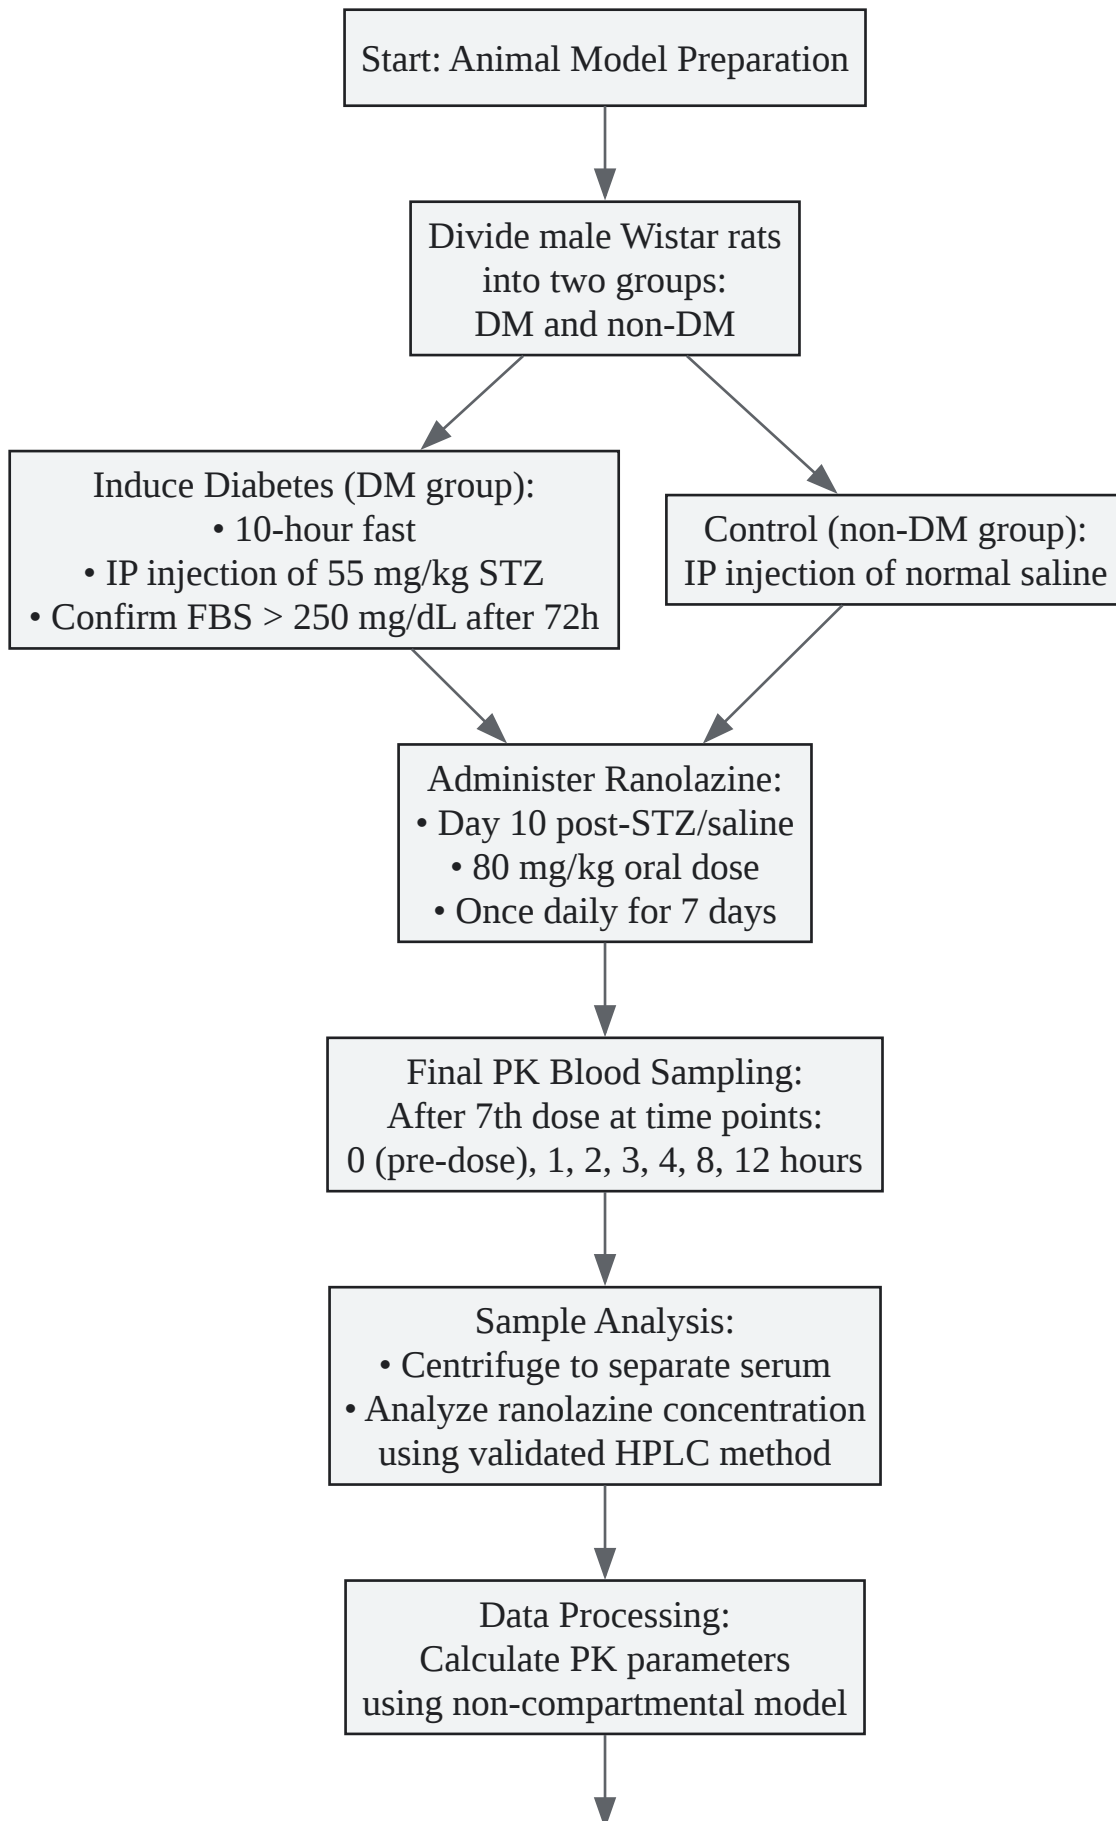 Start: Animal Model Preparation
Divide male Wistar rats
into two groups:
DM and non-DM
Induce Diabetes (DM group):
• 10-hour fast
• IP injection of 55 mg/kg STZ
• Confirm FBS > 250 mg/dL after 72h
Control (non-DM group):
IP injection of normal saline
Administer Ranolazine:
• Day 10 post-STZ/saline
• 80 mg/kg oral dose
• Once daily for 7 days
Final PK Blood Sampling:
After 7th dose at time points:
0 (pre-dose), 1, 2, 3, 4, 8, 12 hours
Sample Analysis:
• Centrifuge to separate serum
• Analyze ranolazine concentration
using validated HPLC method
Data Processing:
Calculate PK parameters
using non-compartmental model